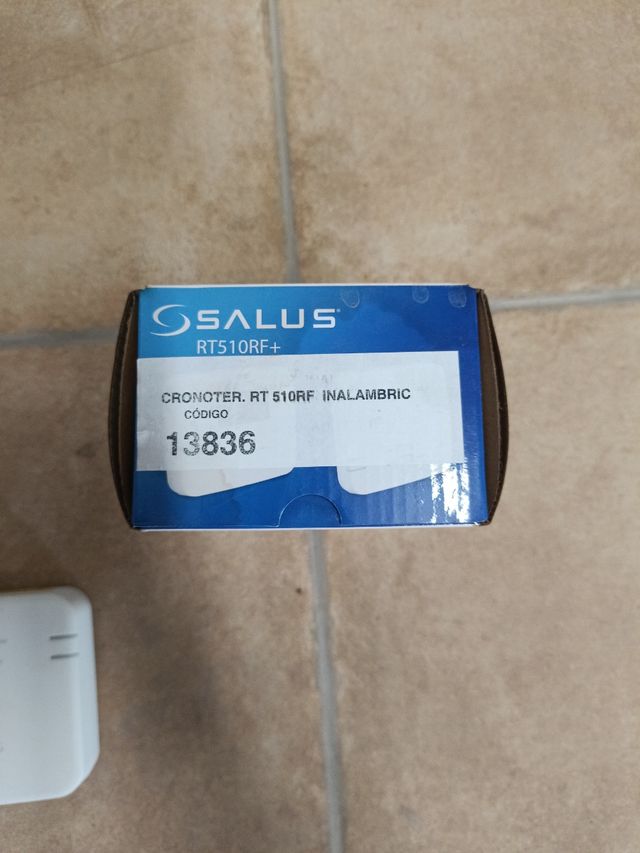 SALUS
RT510RF+
CRONOTER. RT 510RF INALAMBRIC
CÓDIGO
13836